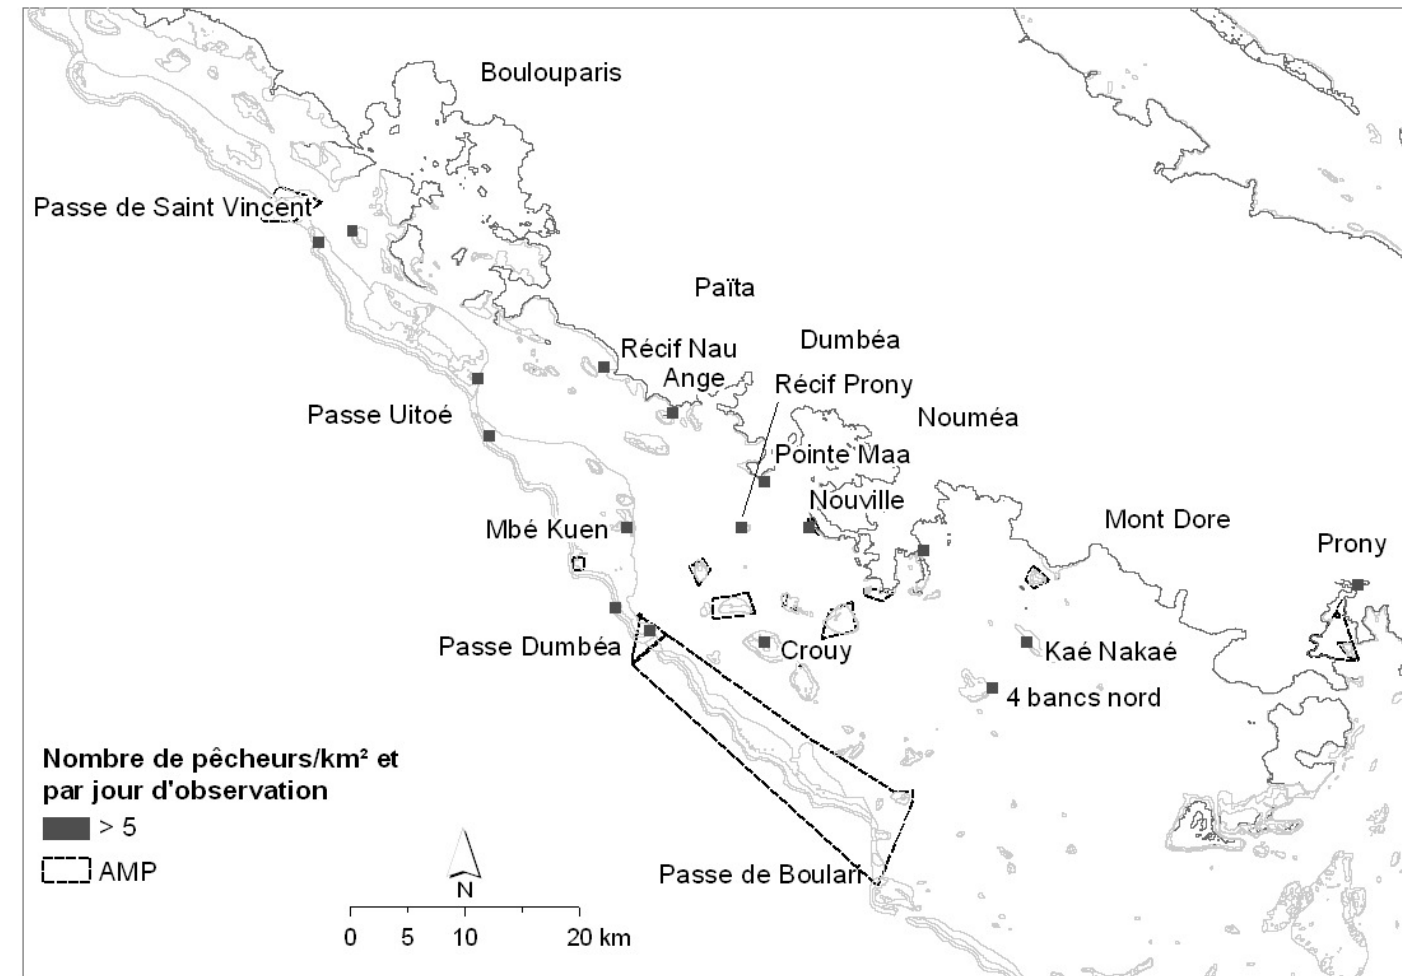 Boulouparis
Passe de Saint Vincent
Païta
Dumbéa
Récif Nau
Ange
Récif Prony
Passe Uitoé
Nouméa
Pointe Maa
Nouville
Mbé Kuen
Mont Dore
Prony
Passe Dumbéa
Crouy
Kaé Nakaé
4 bancs nord
Nombre de pêcheurs/km² et
par jour d'observation
> 5
AMP
Passe de Boulari
N
0 5 10 20 km